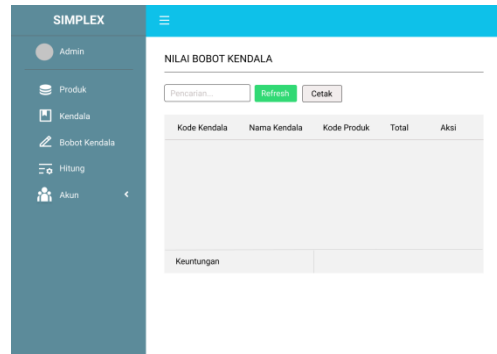 SIMPLEX
Admin
Produk
Kendala
Bobot Kendala
Hitung
Akun
NILAI BOBOT KENDALA
Pencarian... Refresh Cetak
Kode Kendala Nama Kendala Kode Produk Total Aksi
Keuntungan